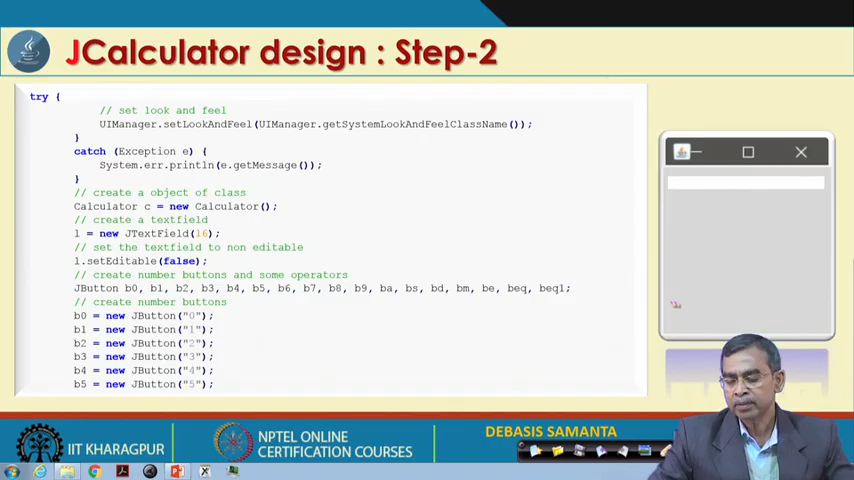 JCalculator design : Step-2
try {
// set look and feel
UIManager.setLookAndFeel(UIManager.getSystemLookAndFeelClassName());
}
catch (Exception e) {
System.err.println(e.getMessage());
}
// create a object of class
Calculator c = new Calculator();
// create a textfield
l = new JTextField(16);
// set the textfield to non editable
l.setEditable(false);
// create number buttons and some operators
JButton b0, b1, b2, b3, b4, b5, b6, b7, b8, b9, ba, bs, bd, bm, be, beq, beq1;
// create number buttons
b0 = new JButton("0");
b1 = new JButton("1");
b2 = new JButton("2");
b3 = new JButton("3");
b4 = new JButton("4");
b5 = new JButton("5");
IIT KHARAGPUR
NPTEL ONLINE
CERTIFICATION COURSES
DEBASIS SAMANTA